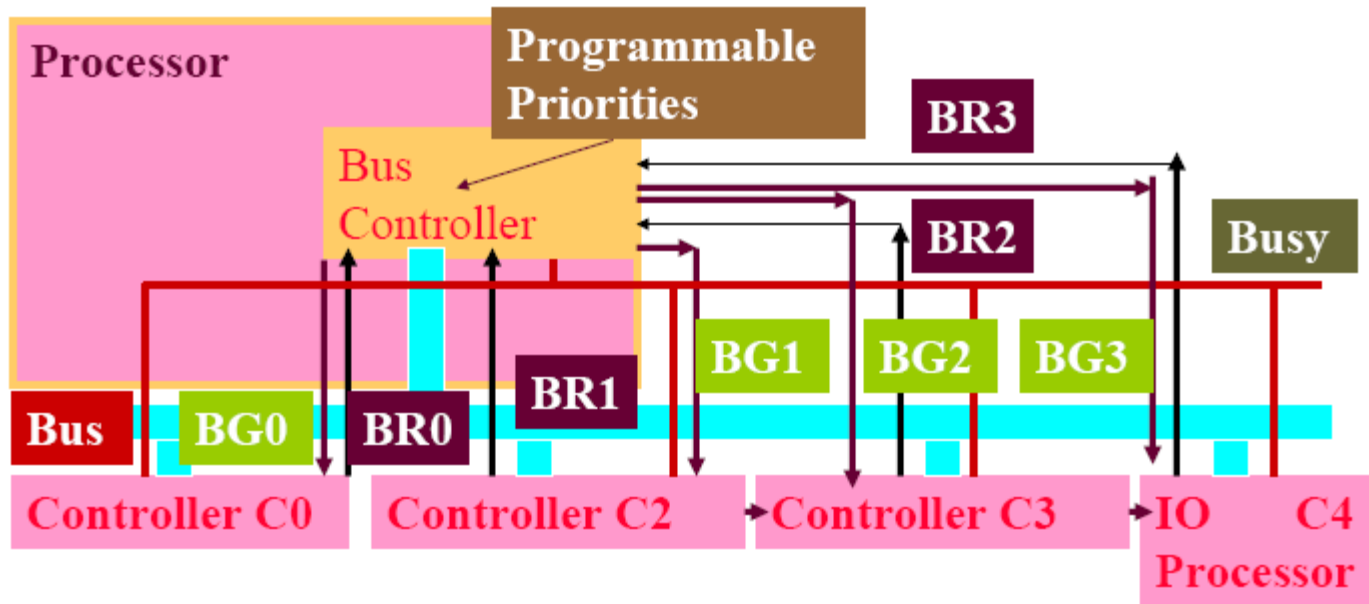 Processor
Programmable
Priorities
BR3
Bus
Controller
BR2
Busy
BG1
BG2
BG3
BR1
Bus
BG0
BR0
Controller C0
Controller C2
Controller C3
IO C4
Processor